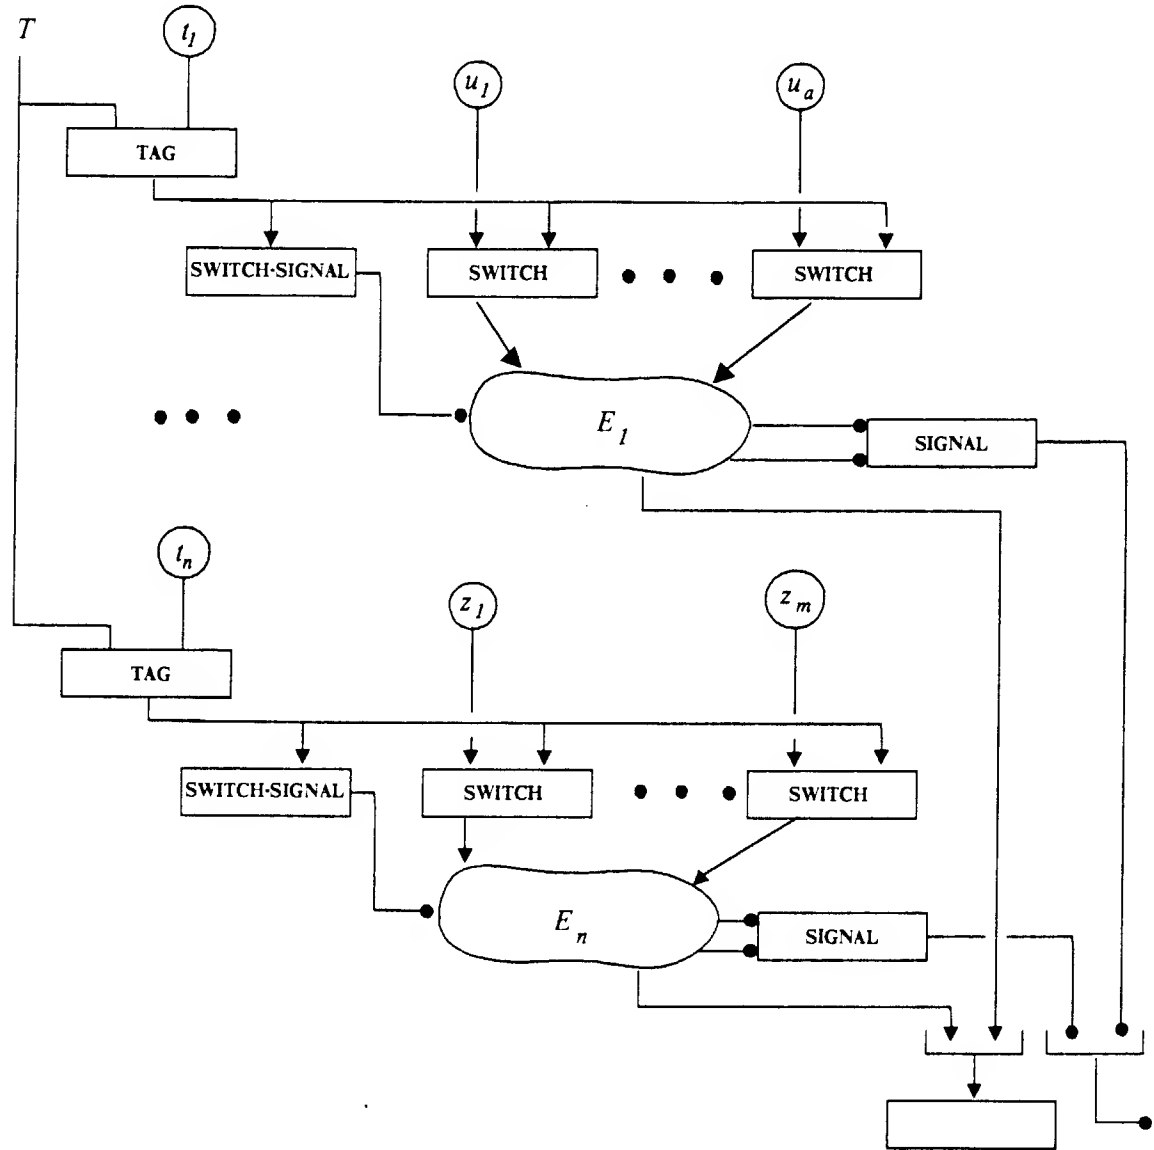 T
t1
u1
ua
TAG
SWITCH-SIGNAL
SWITCH
SWITCH
E1
SIGNAL
tn
z1
zm
TAG
SWITCH-SIGNAL
SWITCH
SWITCH
En
SIGNAL